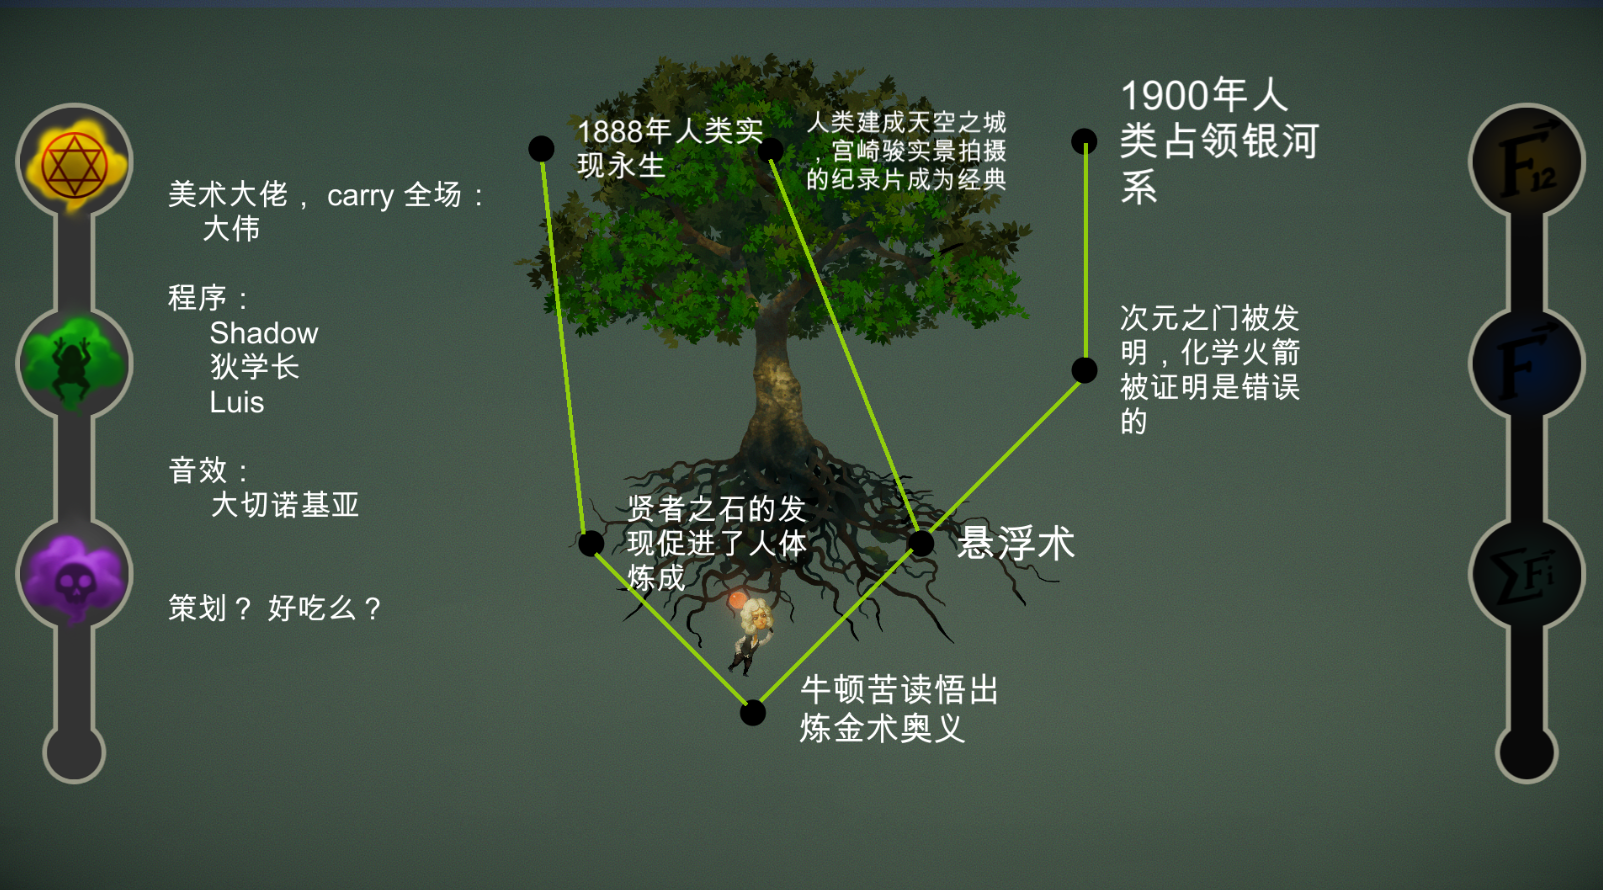 美术大佬，carry 全场：
大伟
程序：
Shadow
狄学长
Luis
音效：
大切诺基亚
策划？ 好吃么？
1888年人类实
现永生
人类建成天空之城
，宫崎骏实景拍摄
的纪录片成为经典
1900年人
类占领银河
系
次元之门被发
明，化学火箭
被证明是错误
的
贤者之石的发
现促进了人体
炼成
悬浮术
牛顿苦读悟出
炼金术奥义
F12
F
ΣFi